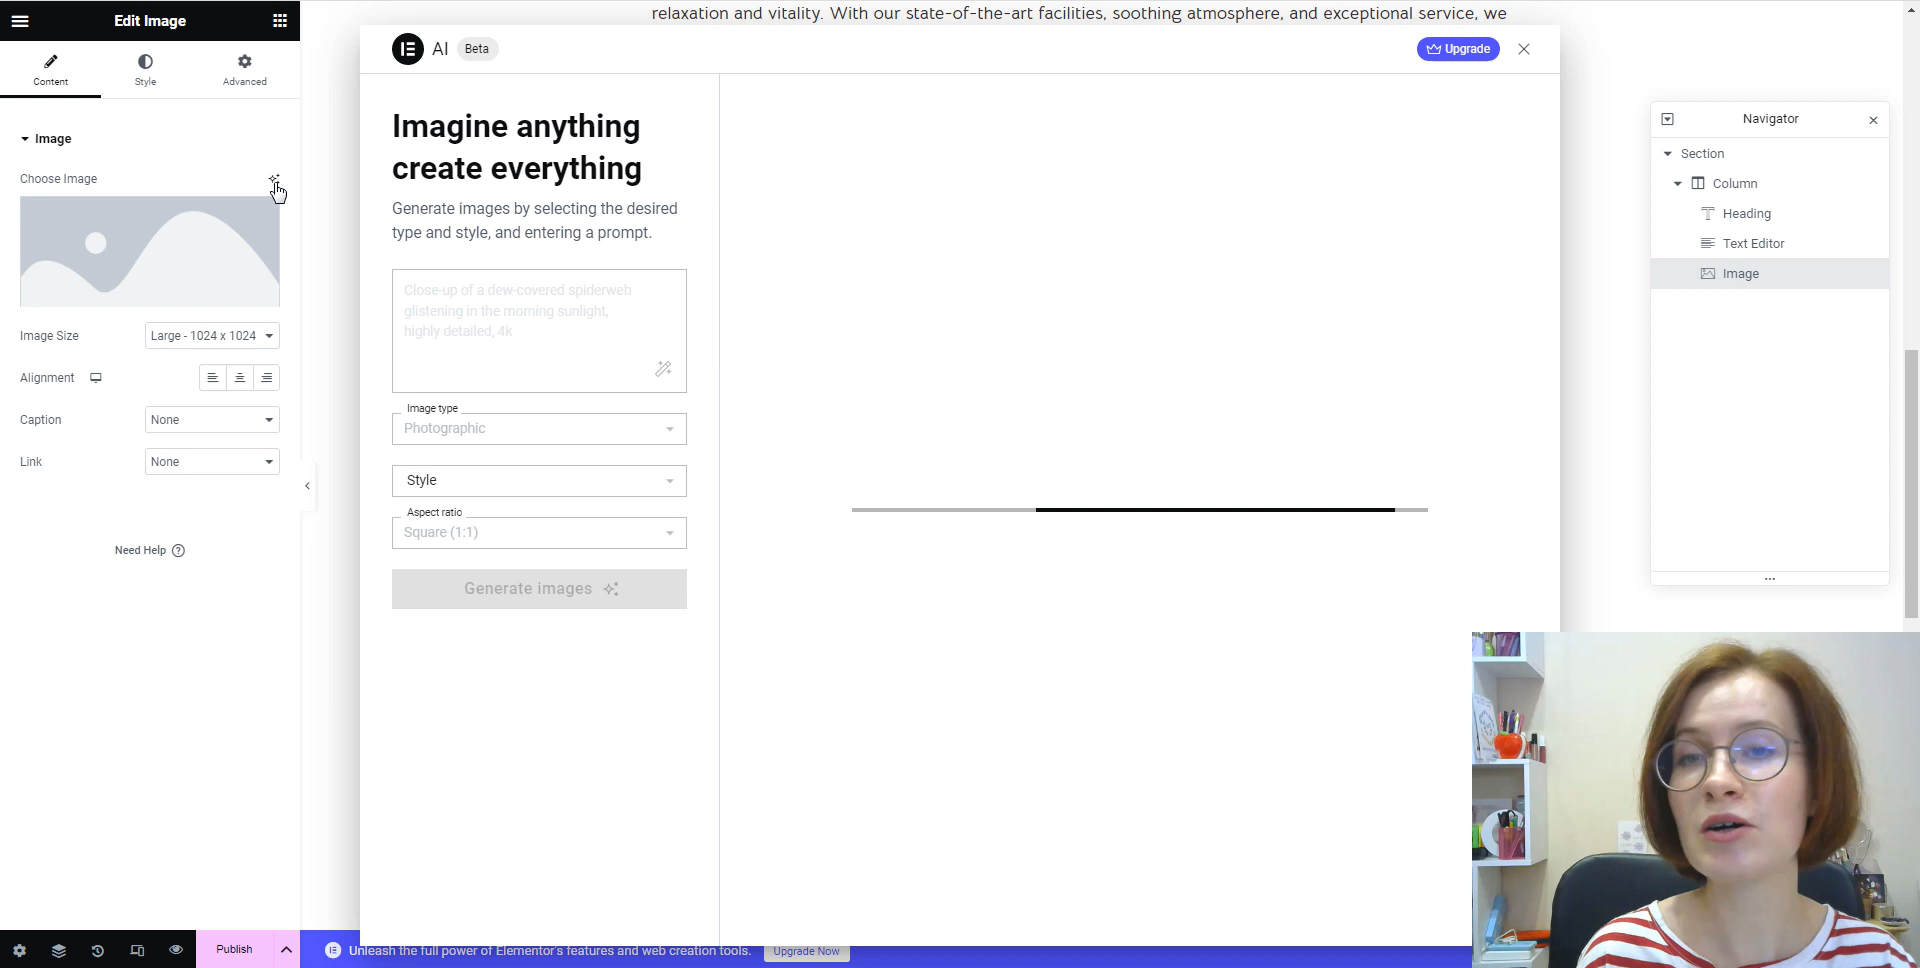 relaxation and vitality. With our state-of-the-art facilities, soothing atmosphere, and exceptional service, we
Edit Image
Content
Style
Advanced
Image
Choose Image
Image Size
Large - 1024 x 1024
Alignment
Caption
None
Link
None
Need Help
Publish
AI
Beta
Upgrade
Imagine anything
create everything
Generate images by selecting the desired
type and style, and entering a prompt.
Close-up of a dew-covered spiderweb
glistening in the morning sunlight,
highly detailed, 4k
Image type
Photographic
Style
Aspect ratio
Square (1:1)
Generate images
Navigator
Section
Column
Heading
Text Editor
Image
Unleash the full power of Elementor's features and web creation tools.
Upgrade Now